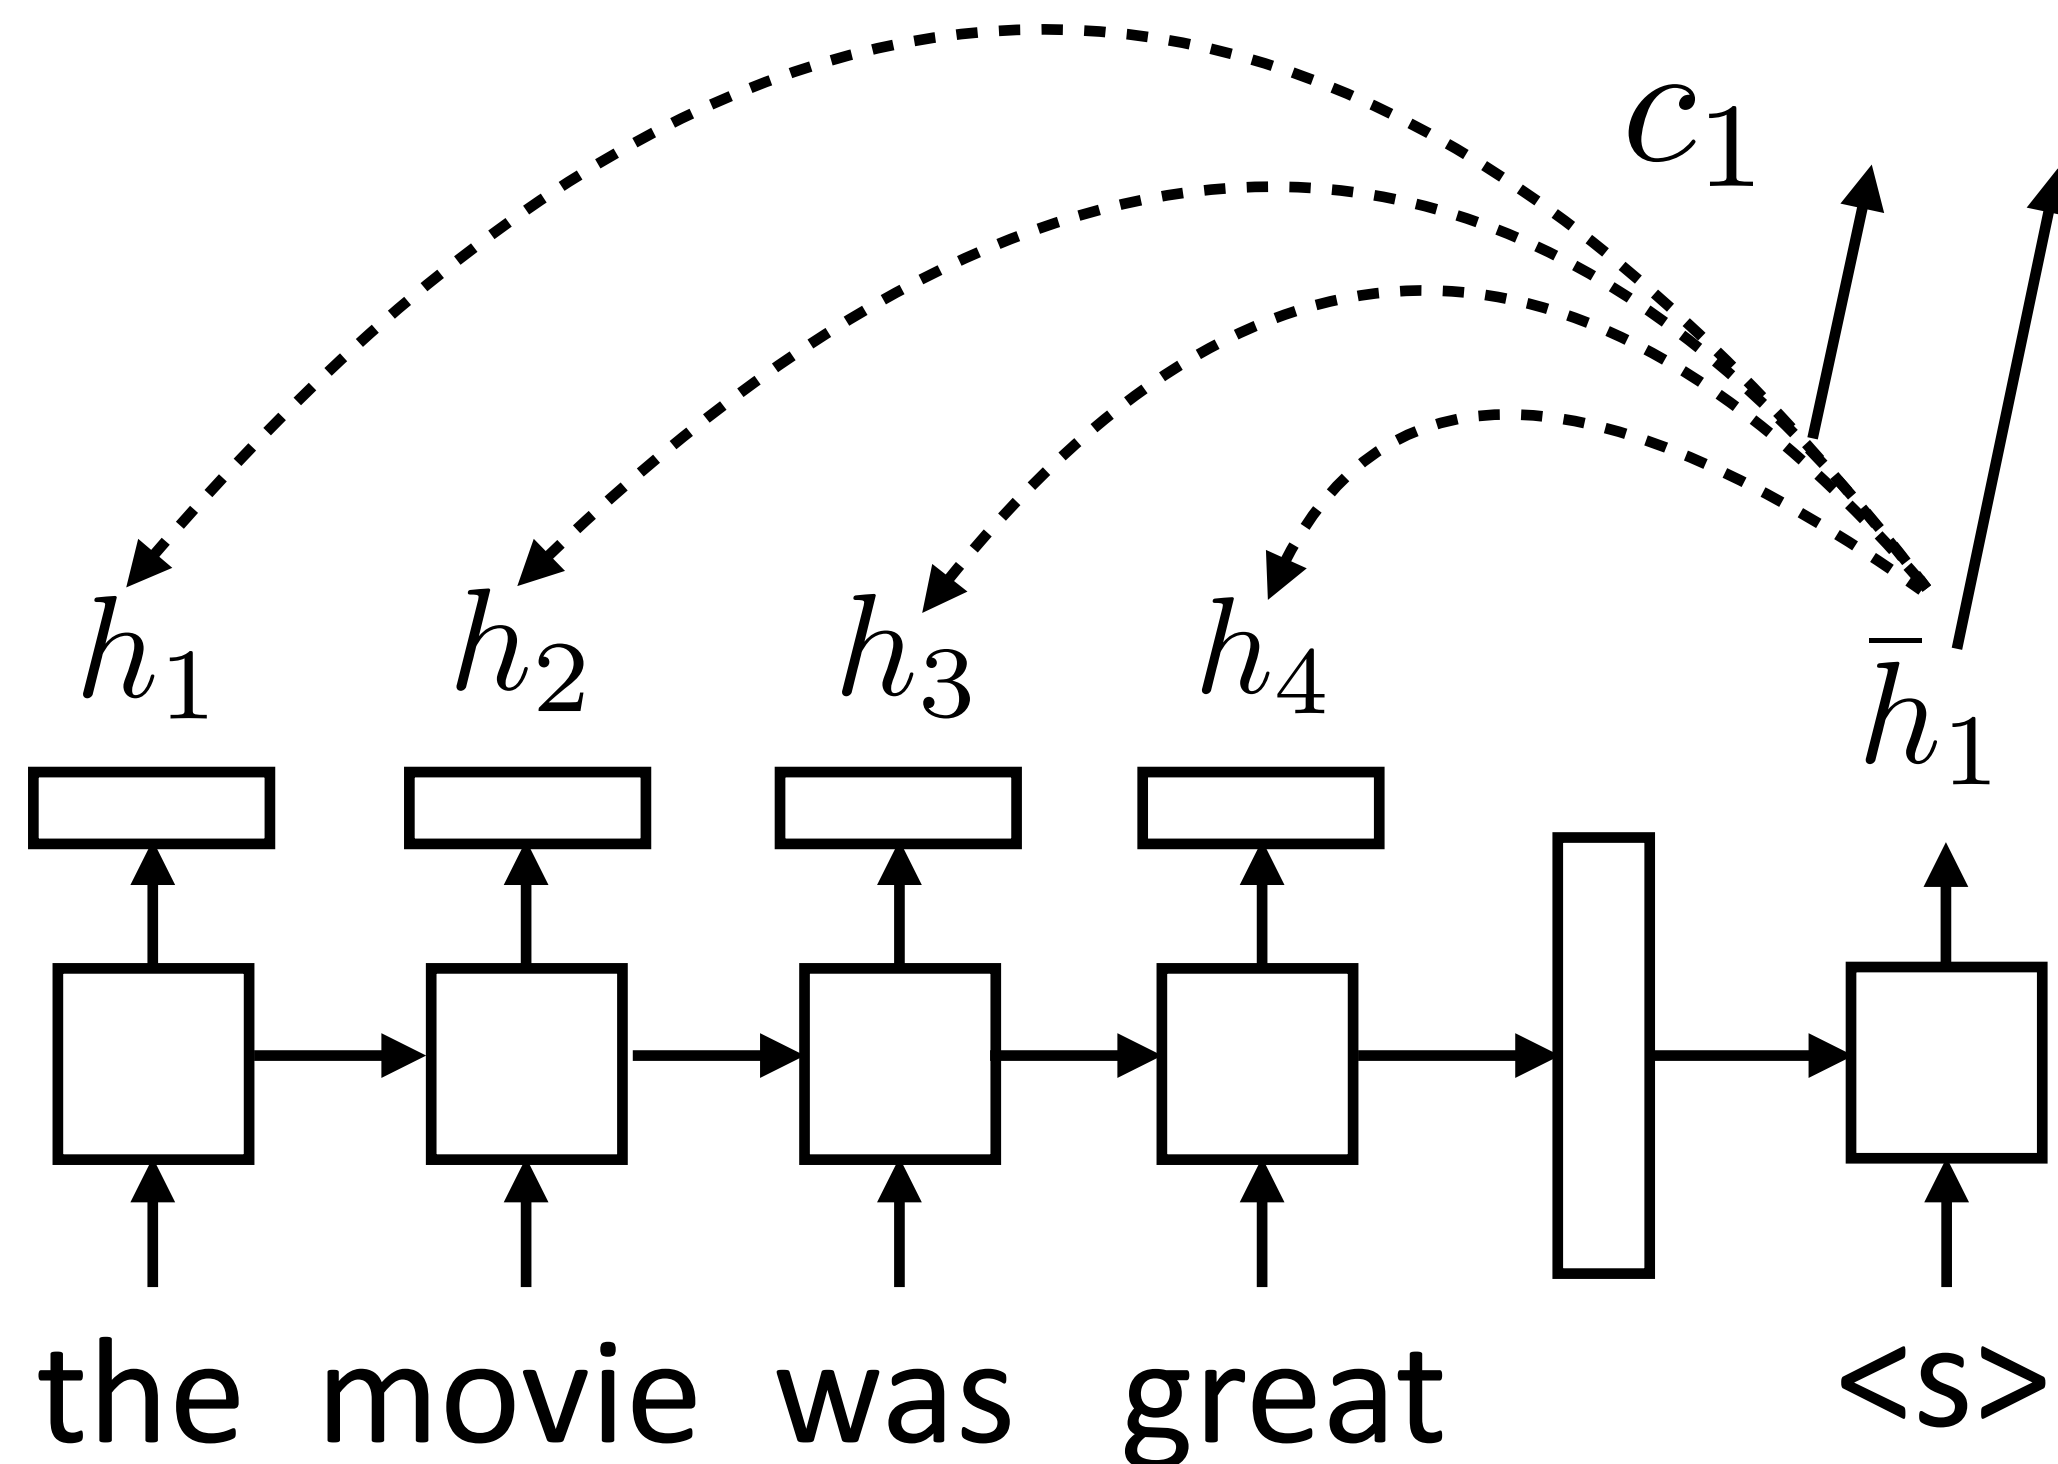 c₁
h₁ h₂ h₃ h₄ h̄₁
the movie was great <s>